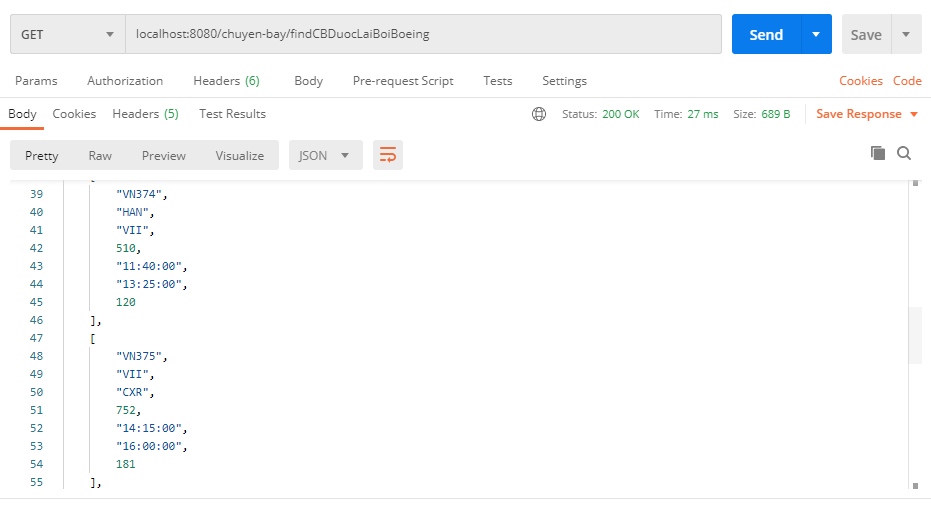 GET localhost:8080/chuyen-bay/findCBDuocLaiBoiBoeing Send Save
Params Authorization Headers (6) Body Pre-request Script Tests Settings Cookies Code
Body Cookies Headers (5) Test Results Status: 200 OK Time: 27 ms Size: 689 B Save Response
Pretty Raw Preview Visualize JSON
39 "VN374",
40 "HAN",
41 "VII",
42 510,
43 "11:40:00",
44 "13:25:00",
45 120
46 ],
47 [
48 "VN375",
49 "VII",
50 "CXR",
51 752,
52 "14:15:00",
53 "16:00:00",
54 181
55 ],